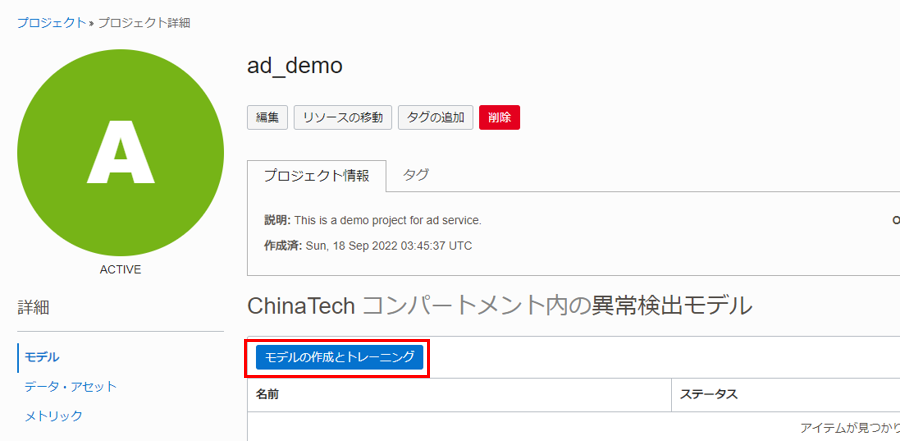 プロジェクト » プロジェクト詳細
A
ACTIVE
ad_demo
編集 リソースの移動 タグの追加 削除
プロジェクト情報 タグ
説明: This is a demo project for ad service.
作成済: Sun, 18 Sep 2022 03:45:37 UTC
詳細
モデル
データ・アセット
メトリック
ChinaTech コンパートメント内の異常検出モデル
モデルの作成とトレーニング
名前 ステータス
アイテムが見つかり